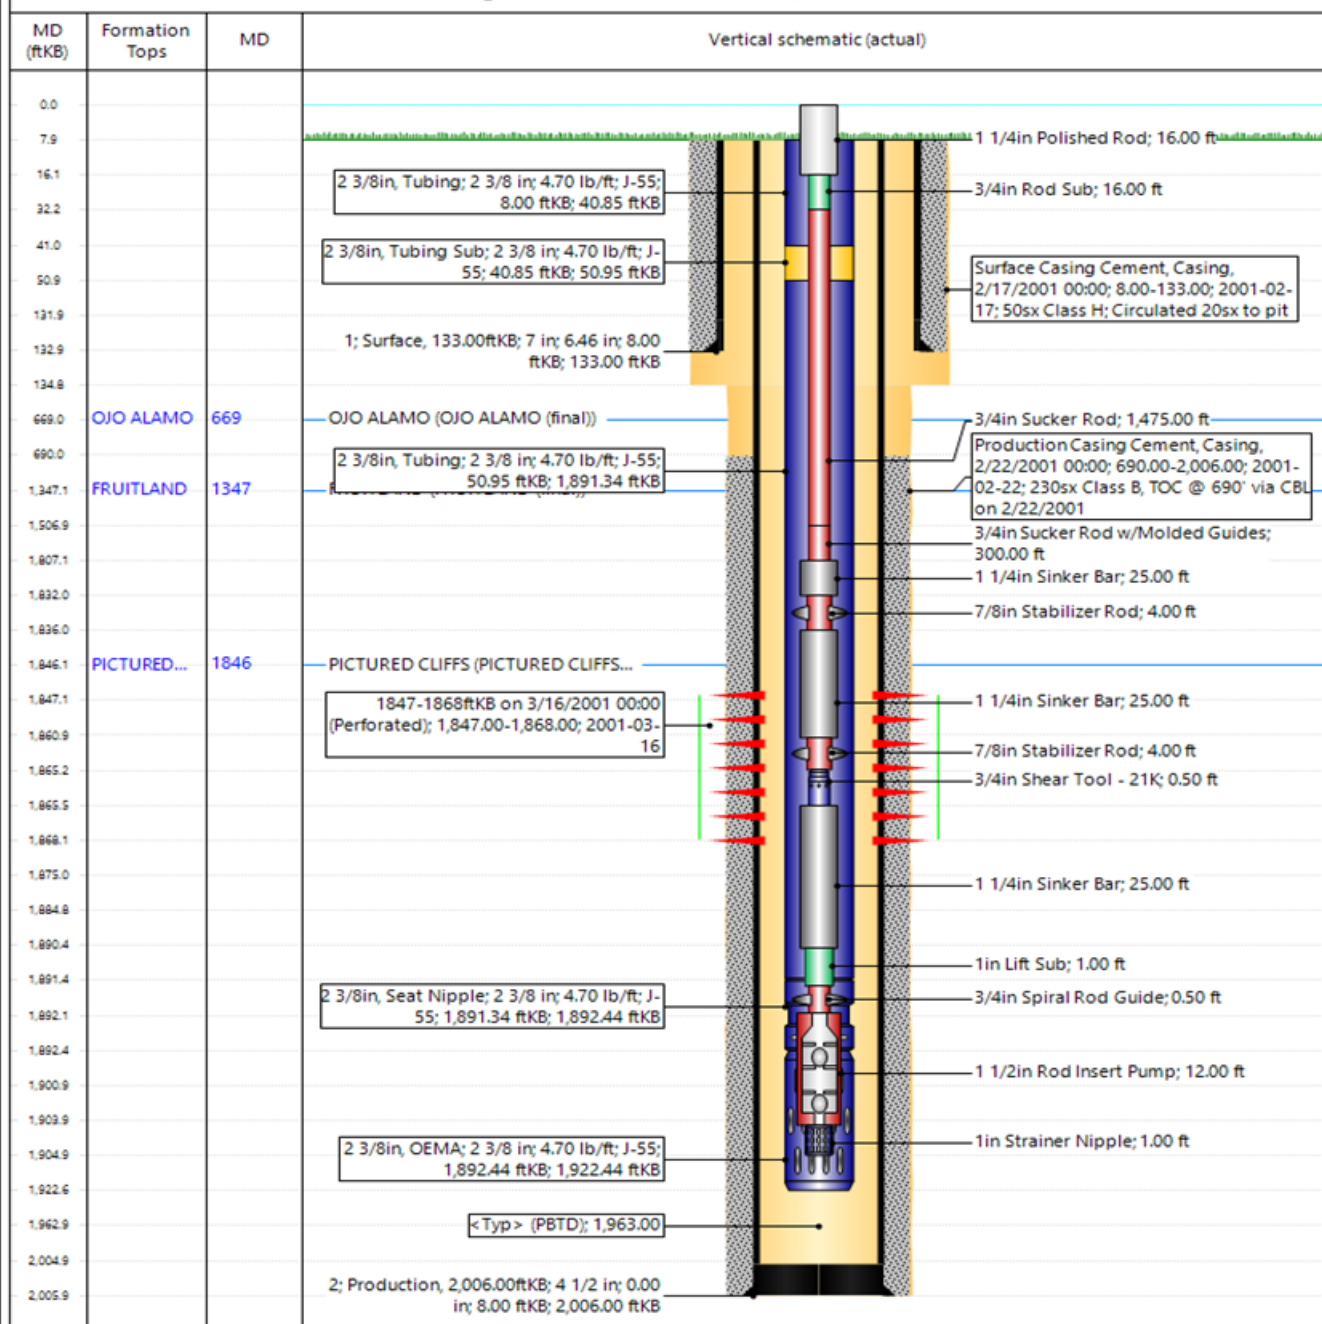 MD (ftKB)
Formation Tops
MD
Vertical schematic (actual)
0.0
7.9
1 1/4in Polished Rod; 16.00 ft
16.1
2 3/8in, Tubing; 2 3/8 in; 4.70 lb/ft; J-55;
8.00 ftKB; 40.85 ftKB
3/4in Rod Sub; 16.00 ft
32.2
41.0
2 3/8in, Tubing Sub; 2 3/8 in; 4.70 lb/ft; J-
55; 40.85 ftKB; 50.95 ftKB
50.9
Surface Casing Cement, Casing,
2/17/2001 00:00; 8.00-133.00; 2001-02-
17; 50sx Class H; Circulated 20sx to pit
131.9
1; Surface, 133.00ftKB; 7 in; 6.46 in; 8.00
ftKB; 133.00 ftKB
132.9
134.8
669.0
OJO ALAMO
669
OJO ALAMO (OJO ALAMO (final))
3/4in Sucker Rod; 1,475.00 ft
690.0
2 3/8in, Tubing; 2 3/8 in; 4.70 lb/ft; J-55;
50.95 ftKB; 1,891.34 ftKB
Production Casing Cement, Casing,
2/22/2001 00:00; 690.00-2,006.00; 2001-
02-22; 230sx Class B, TOC @ 690' via CBL
on 2/22/2001
1,347.1
FRUITLAND
1347
1,506.9
3/4in Sucker Rod w/Molded Guides;
300.00 ft
1,807.1
1 1/4in Sinker Bar; 25.00 ft
1,832.0
7/8in Stabilizer Rod; 4.00 ft
1,836.0
1,846.1
PICTURED...
1846
PICTURED CLIFFS (PICTURED CLIFFS...
1,847.1
1847-1868ftKB on 3/16/2001 00:00
(Perforated); 1,847.00-1,868.00; 2001-03-
16
1 1/4in Sinker Bar; 25.00 ft
1,860.9
7/8in Stabilizer Rod; 4.00 ft
1,865.2
3/4in Shear Tool - 21K; 0.50 ft
1,865.5
1,868.1
1,875.0
1 1/4in Sinker Bar; 25.00 ft
1,884.8
1,890.4
1in Lift Sub; 1.00 ft
1,891.4
2 3/8in, Seat Nipple; 2 3/8 in; 4.70 lb/ft; J-
55; 1,891.34 ftKB; 1,892.44 ftKB
3/4in Spiral Rod Guide; 0.50 ft
1,892.1
1,892.4
1 1/2in Rod Insert Pump; 12.00 ft
1,900.9
1,903.9
1in Strainer Nipple; 1.00 ft
2 3/8in, OEMA; 2 3/8 in; 4.70 lb/ft; J-55;
1,892.44 ftKB; 1,922.44 ftKB
1,904.9
1,922.6
<Typ> (PBTD); 1,963.00
1,962.9
2,004.9
2; Production, 2,006.00ftKB; 4 1/2 in; 0.00
in; 8.00 ftKB; 2,006.00 ftKB
2,005.9